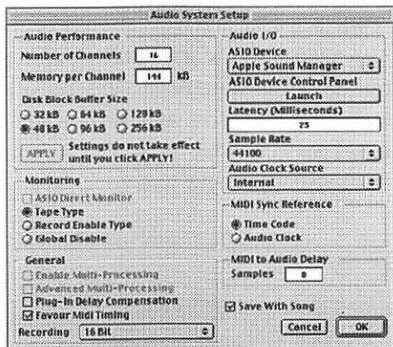 Audio System Setup
Audio Performance
Number of Channels 16
Memory per Channel 144 kB
Disk Block Buffer Size
32 kB 64 kB 128 kB
48 kB 96 kB 256 kB
APPLY Settings do not take effect until you click APPLY!
Monitoring
ASIO Direct Monitor
Tape Type
Record Enable Type
Global Disable
General
Enable Multi-Processing
Advanced Multi-Processing
Plug-In Delay Compensation
Favour Midi Timing
Recording 16 Bit
Audio I/O
ASIO Device
Apple Sound Manager
ASIO Device Control Panel
Launch
Latency (Milliseconds)
23
Sample Rate
44100
Audio Clock Source
Internal
MIDI Sync Reference
Time Code
Audio Clock
MIDI to Audio Delay
Samples 0
Save With Song
Cancel OK